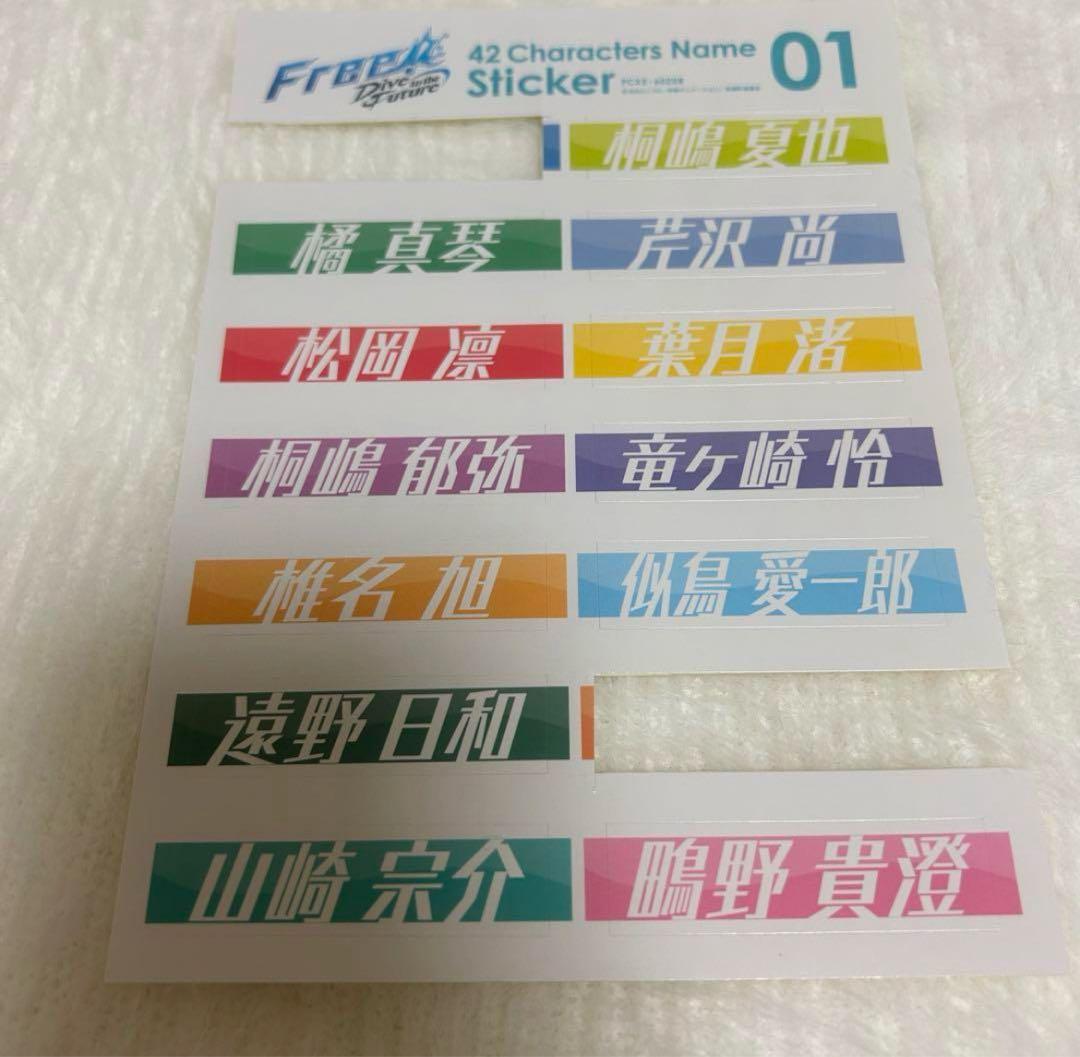 Free!
Dive to the Future
42 Characters Name
Sticker
01
桐嶋 夏也
橘 真琴
芹沢 尚
松岡 凛
葉月 渚
桐嶋 郁弥
竜ヶ崎 怜
椎名 旭
似鳥 愛一郎
遠野 日和
山崎 宗介
鴫野 貴澄